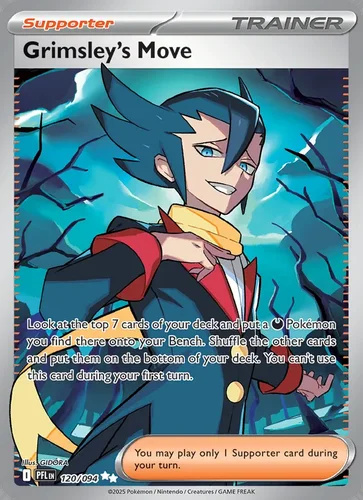 Supporter
TRAINER
Grimsley's Move
Look at the top 7 cards of your deck and put a Pokémon
you find there onto your Bench. Shuffle the other cards
and put them on the bottom of your deck. You can't use
this card during your first turn.
Illus. GIDORA
You may play only 1 Supporter card during
your turn.
PFL EN 120/094
©2025 Pokémon / Nintendo / Creatures / GAME FREAK